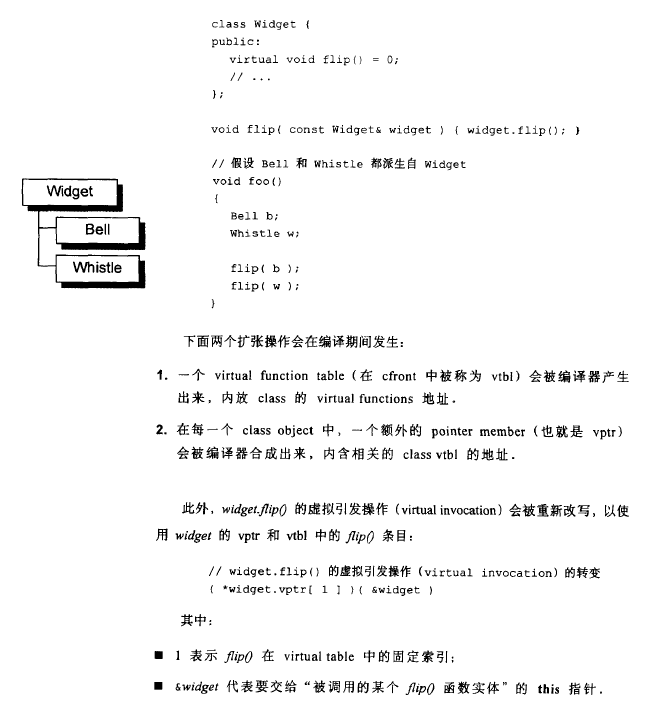 class Widget {
public:
virtual void flip() = 0;
// ...
};
void flip( const Widget& widget ) { widget.flip(); }
// 假设 Bell 和 Whistle 都派生自 Widget
void foo()
{
Bell b;
Whistle w;
flip( b );
flip( w );
}
Widget
Bell
Whistle
下面两个扩张操作会在编译期间发生：
1. 一个 virtual function table（在 cfront 中被称为 vtbl）会被编译器产生
出来，内放 class 的 virtual functions 地址．
2. 在每一个 class object 中，一个额外的 pointer member（也就是 vptr）
会被编译器合成出来，内含相关的 class vtbl 的地址．
此外，widget.flip() 的虚拟引发操作（virtual invocation）会被重新改写，以使
用 widget 的 vptr 和 vtbl 中的 flip() 条目：
// widget.flip() 的虚拟引发操作（virtual invocation）的转变
( *widget.vptr[ 1 ] )( &widget )
其中：
■ 1 表示 flip() 在 virtual table 中的固定索引；
■ &widget 代表要交给“被调用的某个 flip() 函数实体”的 this 指针．